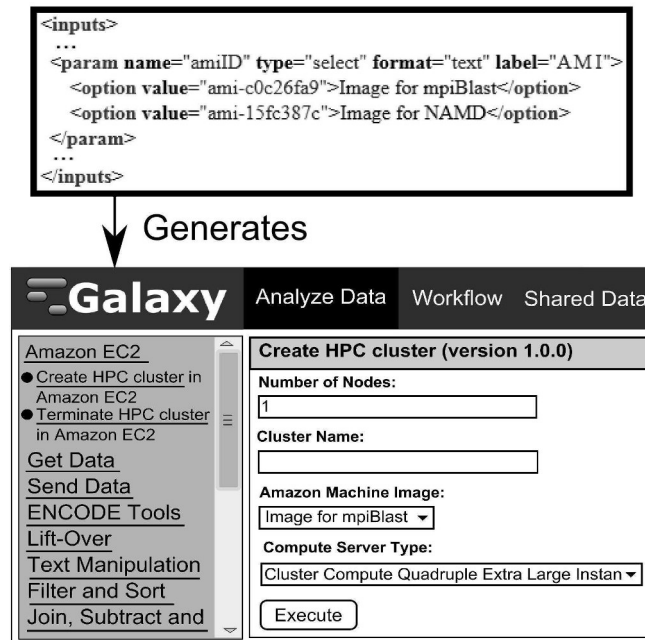 <inputs>
...
<param name="amiID" type="select" format="text" label="AMI">
<option value="ami-c0c26fa9">Image for mpiBlast</option>
<option value="ami-15fc387c">Image for NAMD</option>
</param>
...
</inputs>
Generates
Galaxy
Analyze Data Workflow Shared Data
Amazon EC2
Create HPC cluster in
Amazon EC2
Terminate HPC cluster
in Amazon EC2
Get Data
Send Data
ENCODE Tools
Lift-Over
Text Manipulation
Filter and Sort
Join, Subtract and
Create HPC cluster (version 1.0.0)
Number of Nodes:
1
Cluster Name:
Amazon Machine Image:
Image for mpiBlast
Compute Server Type:
Cluster Compute Quadruple Extra Large Instan
Execute